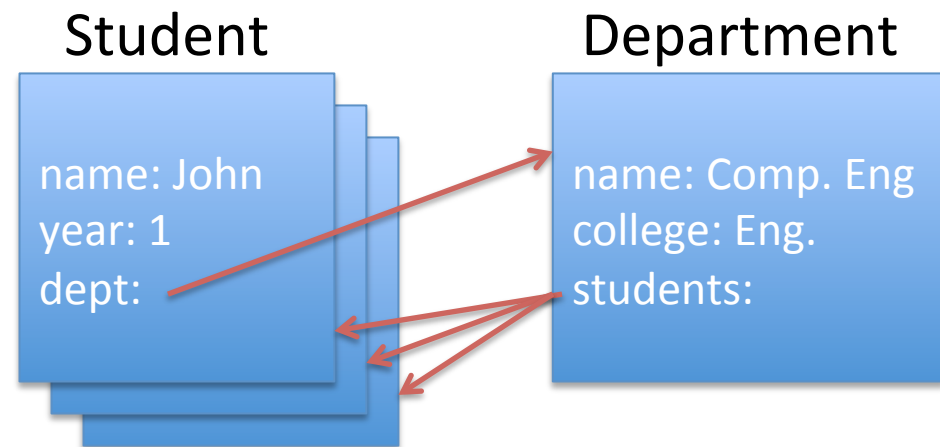 Student
name: John
year: 1
dept:
Department
name: Comp. Eng
college: Eng.
students: